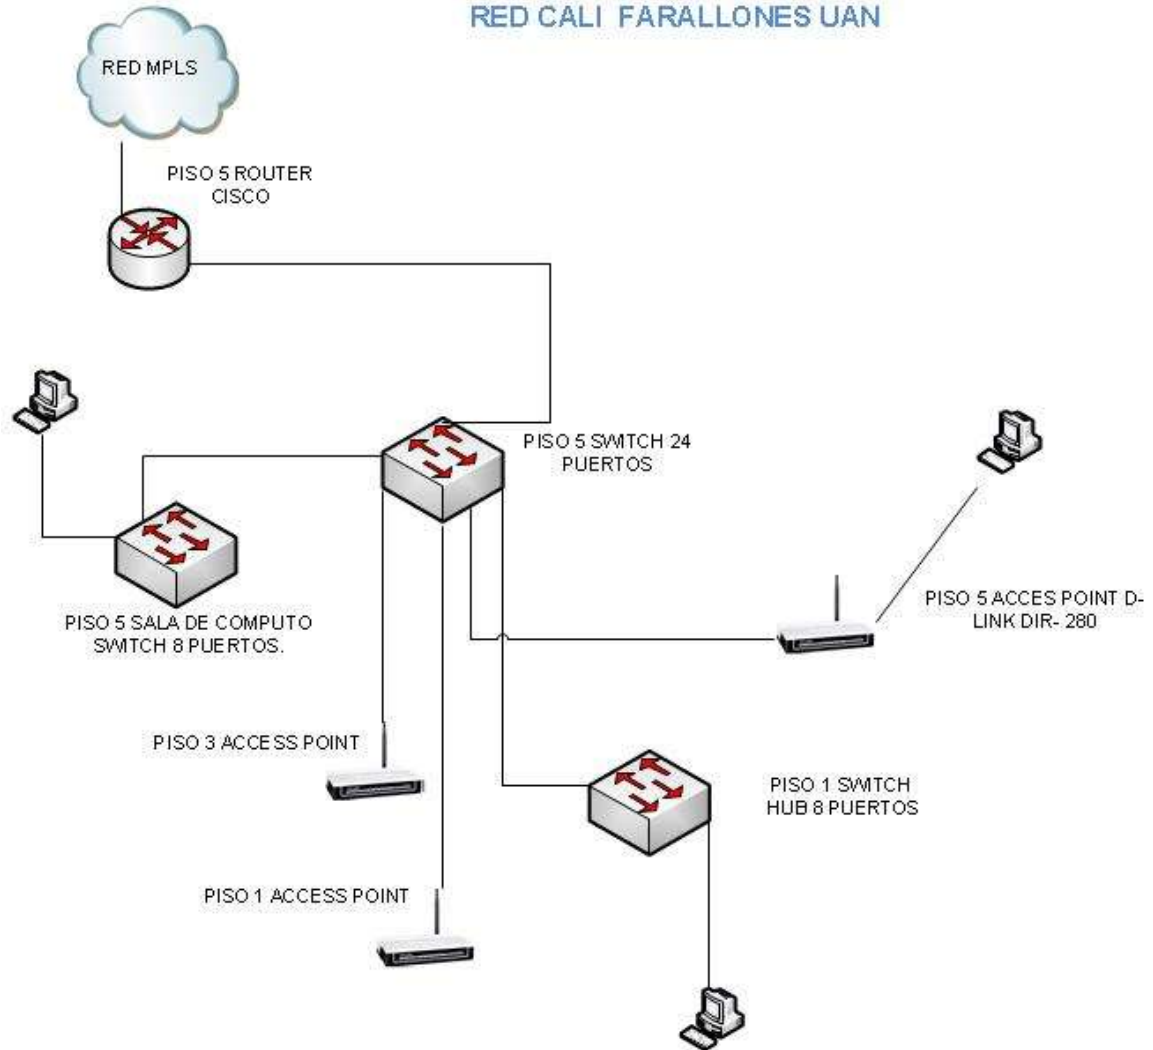 RED CALI FARALLONES UAN
RED MPLS
PISO 5 ROUTER
CISCO
PISO 5 SWITCH 24
PUERTOS
PISO 5 ACCES POINT D-
LINK DIR- 280
PISO 5 SALA DE COMPUTO
SWITCH 8 PUERTOS.
PISO 3 ACCESS POINT
PISO 1 SWITCH
HUB 8 PUERTOS
PISO 1 ACCESS POINT